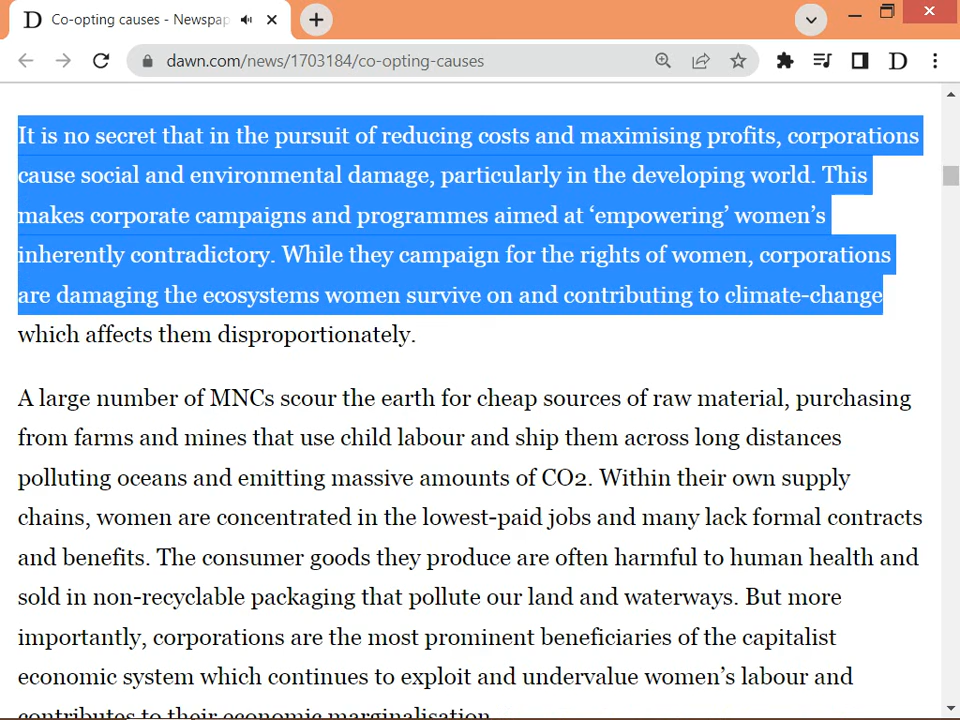 Co-opting causes - Newspap
dawn.com/news/1703184/co-opting-causes
It is no secret that in the pursuit of reducing costs and maximising profits, corporations
cause social and environmental damage, particularly in the developing world. This
makes corporate campaigns and programmes aimed at ‘empowering’ women’s
inherently contradictory. While they campaign for the rights of women, corporations
are damaging the ecosystems women survive on and contributing to climate-change
which affects them disproportionately.
A large number of MNCs scour the earth for cheap sources of raw material, purchasing
from farms and mines that use child labour and ship them across long distances
polluting oceans and emitting massive amounts of CO2. Within their own supply
chains, women are concentrated in the lowest-paid jobs and many lack formal contracts
and benefits. The consumer goods they produce are often harmful to human health and
sold in non-recyclable packaging that pollute our land and waterways. But more
importantly, corporations are the most prominent beneficiaries of the capitalist
economic system which continues to exploit and undervalue women’s labour and
contributes to their economic marginalisation.